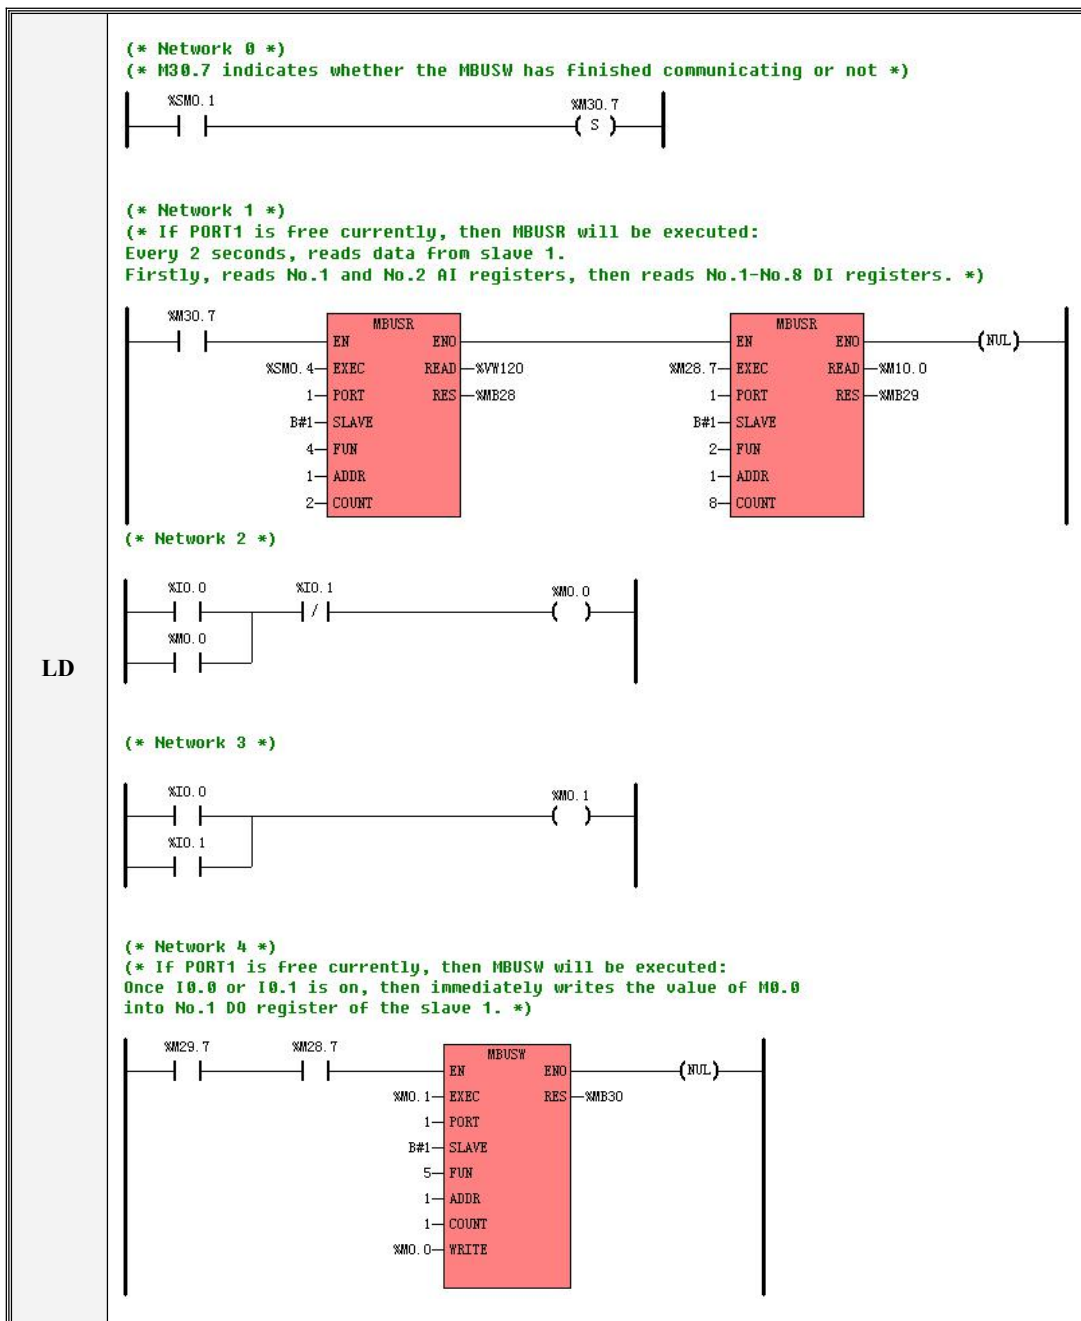 LD
(* Network 0 *)
(* M30.7 indicates whether the MBUSW has finished communicating or not *)
%SM0.1 %M30.7
( S )
(* Network 1 *)
(* If PORT1 is free currently, then MBUSR will be executed:
Every 2 seconds, reads data from slave 1.
Firstly, reads No.1 and No.2 AI registers, then reads No.1-No.8 DI registers. *)
%M30.7 MBUSR MBUSR
EN ENO EN ENO (NUL)
%SM0.4 EXEC READ %VW120 %M28.7 EXEC READ %M10.0
1 PORT RES %MB28 1 PORT RES %MB29
B#1 SLAVE B#1 SLAVE
4 FUN 2 FUN
1 ADDR 1 ADDR
2 COUNT 8 COUNT
(* Network 2 *)
%I0.0 %I0.1 %M0.0
/ ( )
%M0.0
(* Network 3 *)
%I0.0 %M0.1
( )
%I0.1
(* Network 4 *)
(* If PORT1 is free currently, then MBUSW will be executed:
Once I0.0 or I0.1 is on, then immediately writes the value of M0.0
into No.1 DO register of the slave 1. *)
%M29.7 %M28.7 MBUSW
EN ENO (NUL)
%M0.1 EXEC RES %MB30
1 PORT
B#1 SLAVE
5 FUN
1 ADDR
1 COUNT
%M0.0 WRITE